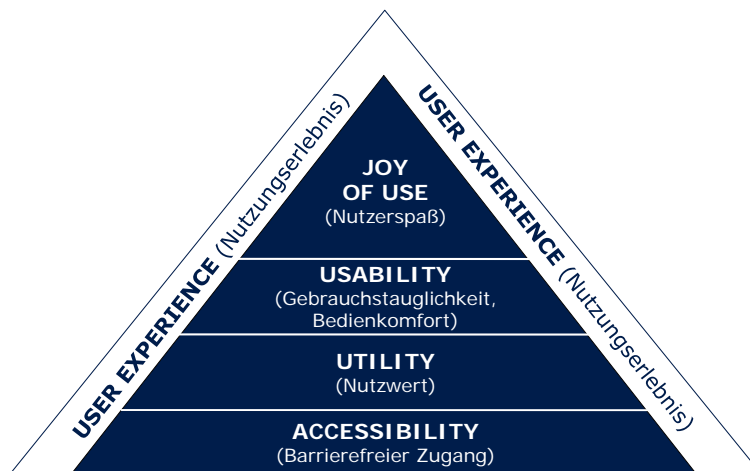 USER EXPERIENCE (Nutzungserlebnis)
USER EXPERIENCE (Nutzungserlebnis)
JOY
OF USE
(Nutzerspaß)
USABILITY
(Gebrauchstauglichkeit,
Bedienkomfort)
UTILITY
(Nutzwert)
ACCESSIBILITY
(Barrierefreier Zugang)